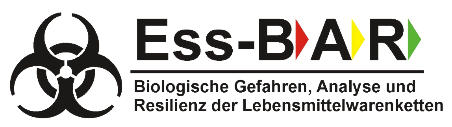 Ess-BAR
Biologische Gefahren, Analyse und
Resilienz der Lebensmittelwarenketten